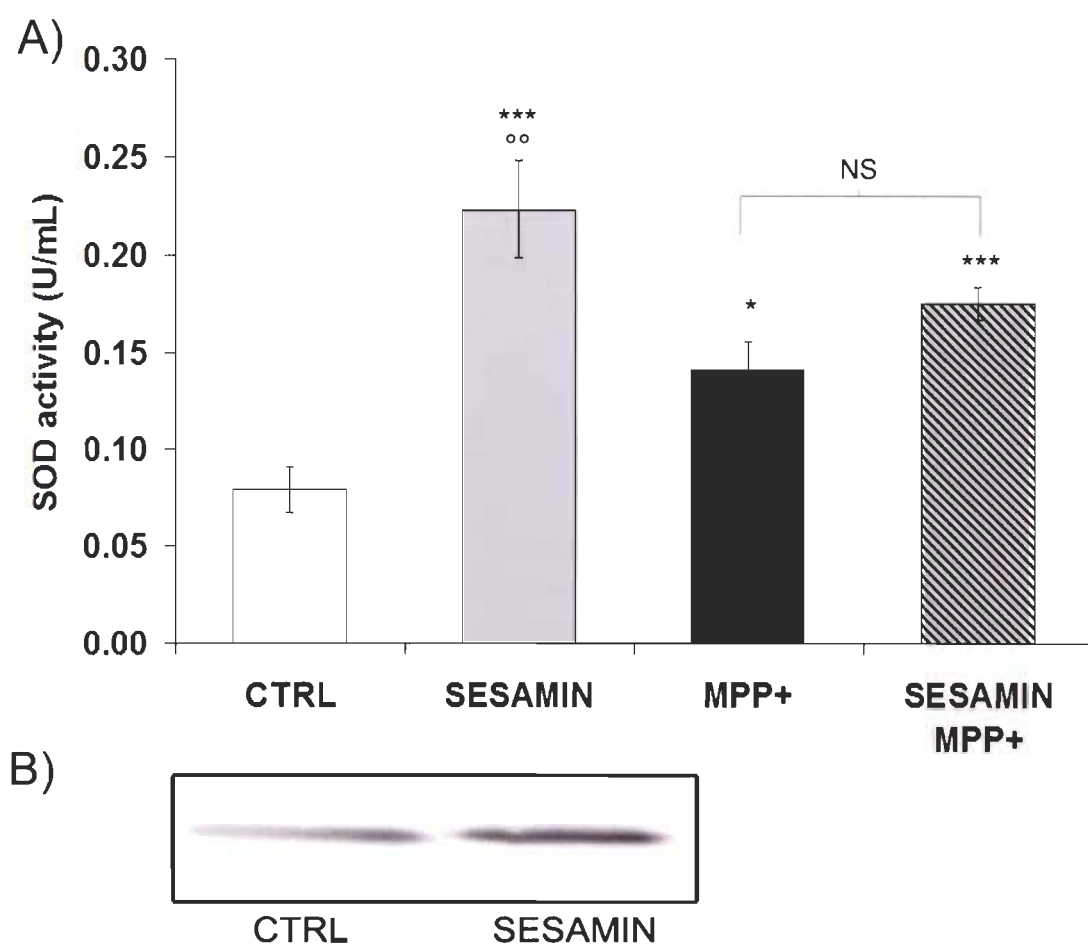 A)
SOD activity (U/mL)
0.30
0.25
0.20
0.15
0.10
0.05
0.00
***
°°
*
NS
***
CTRL SESAMIN MPP+ SESAMIN
MPP+
B)
CTRL SESAMIN